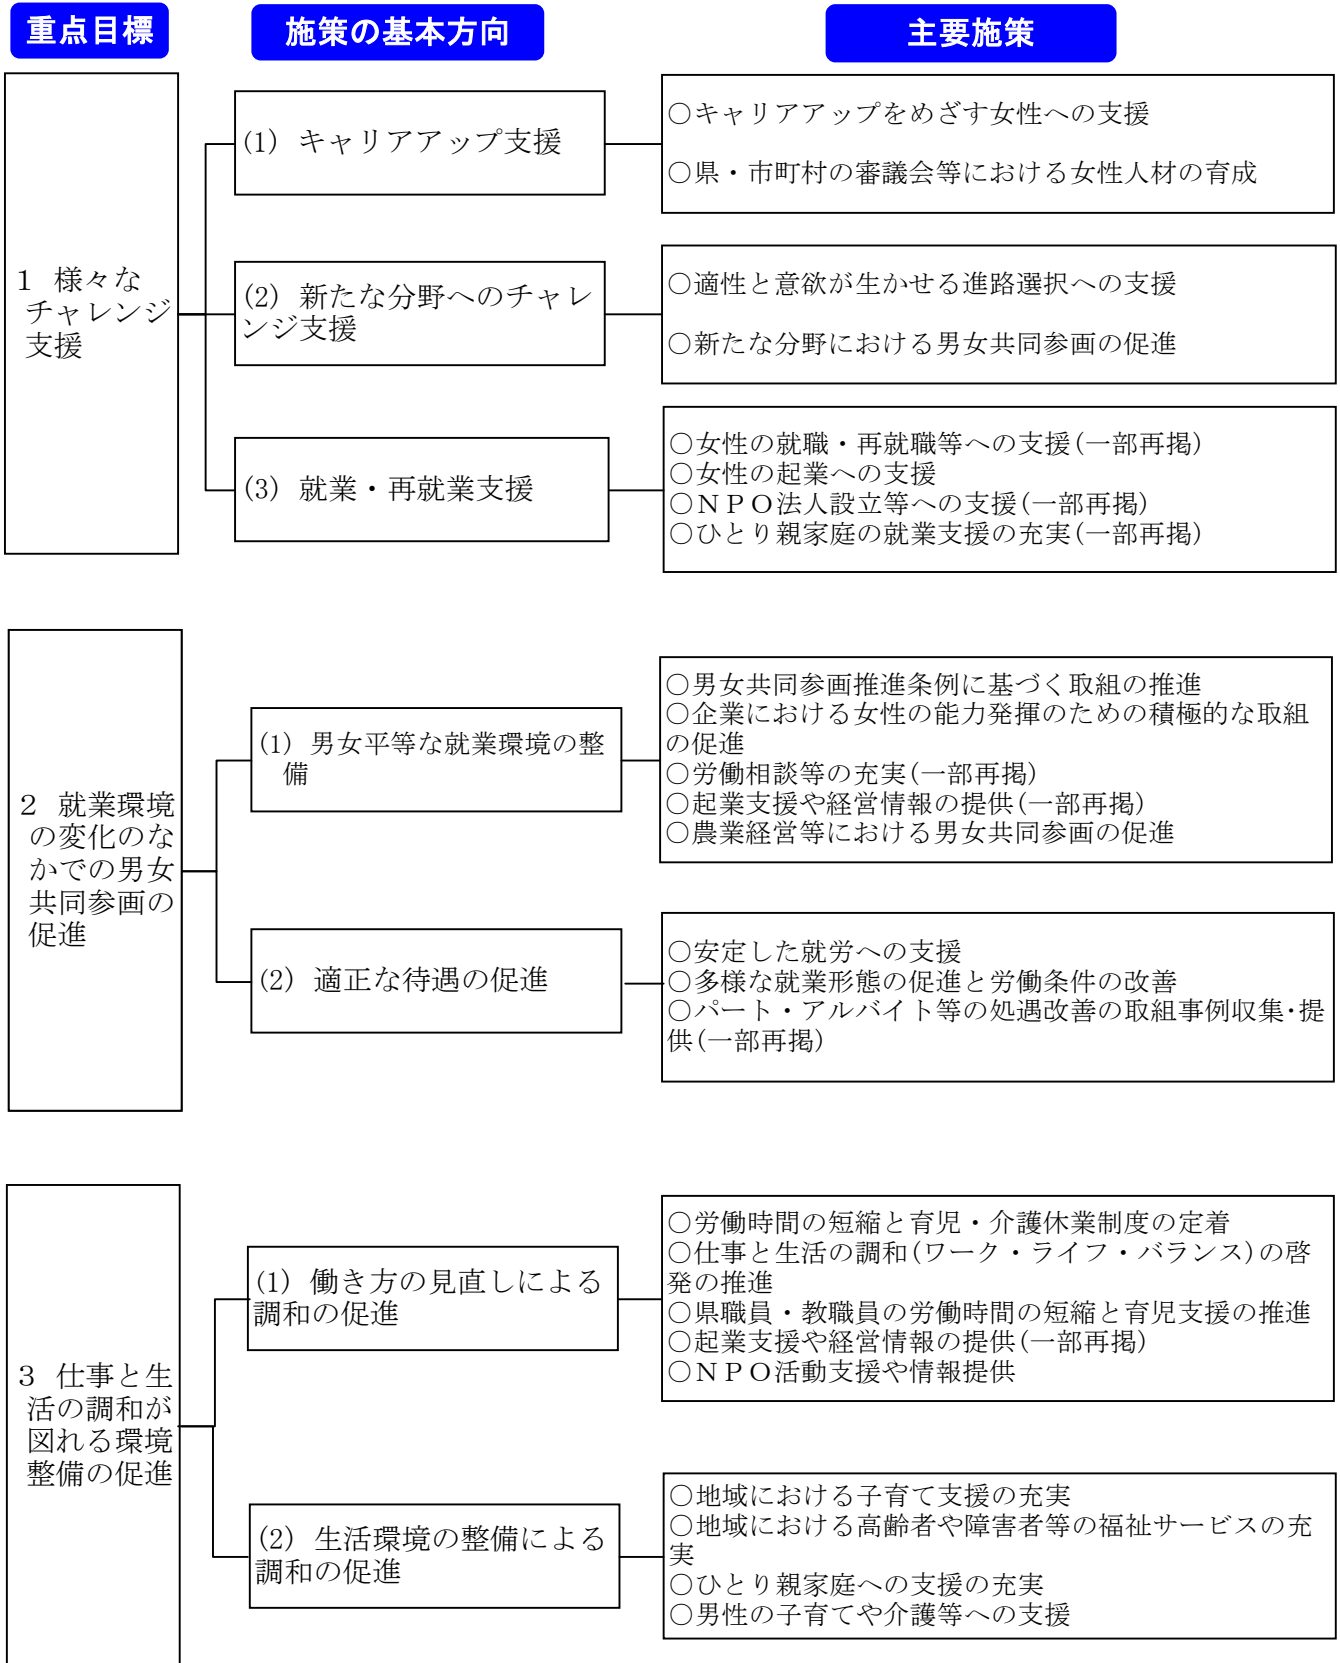 重点目標
施策の基本方向
主要施策
1 様々な
チャレンジ
支援
(1) キャリアアップ支援
○キャリアアップをめざす女性への支援
○県・市町村の審議会等における女性人材の育成
(2) 新たな分野へのチャレ
ンジ支援
○適性と意欲が生かせる進路選択への支援
○新たな分野における男女共同参画の促進
(3) 就業・再就業支援
○女性の就職・再就職等への支援(一部再掲)
○女性の起業への支援
○ＮＰＯ法人設立等への支援(一部再掲)
○ひとり親家庭の就業支援の充実(一部再掲)
2 就業環境
の変化のな
かでの男女
共同参画の
促進
(1) 男女平等な就業環境の整
備
○男女共同参画推進条例に基づく取組の推進
○企業における女性の能力発揮のための積極的な取組
の促進
○労働相談等の充実(一部再掲)
○起業支援や経営情報の提供(一部再掲)
○農業経営等における男女共同参画の促進
(2) 適正な待遇の促進
○安定した就労への支援
○多様な就業形態の促進と労働条件の改善
○パート・アルバイト等の処遇改善の取組事例収集･提
供(一部再掲)
3 仕事と生
活の調和が
図れる環境
整備の促進
(1) 働き方の見直しによる
調和の促進
○労働時間の短縮と育児・介護休業制度の定着
○仕事と生活の調和(ワーク・ライフ・バランス)の啓
発の推進
○県職員・教職員の労働時間の短縮と育児支援の推進
○起業支援や経営情報の提供(一部再掲)
○ＮＰＯ活動支援や情報提供
(2) 生活環境の整備による
調和の促進
○地域における子育て支援の充実
○地域における高齢者や障害者等の福祉サービスの充
実
○ひとり親家庭への支援の充実
○男性の子育てや介護等への支援